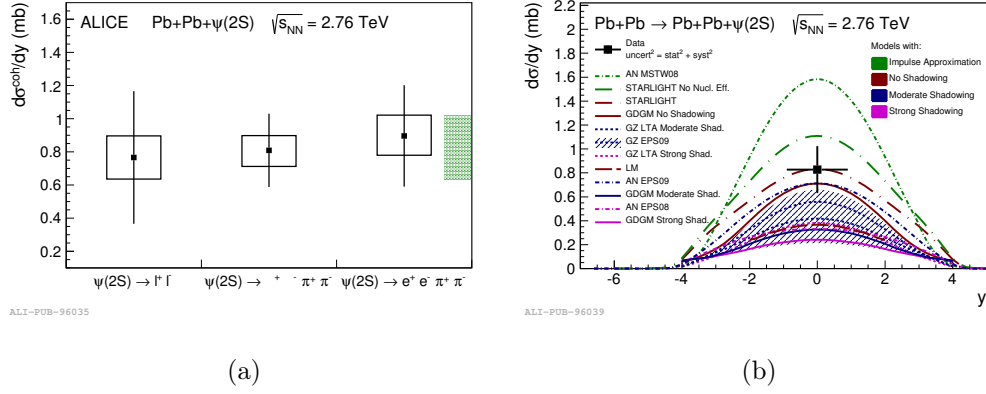 ALICE Pb+Pb+ψ(2S) √sNN = 2.76 TeV
dσcoh/dy (mb)
1.6
1.4
1.2
1
0.8
0.6
0.4
0.2
ψ(2S) → l+ l- ψ(2S) → + - π+ π- ψ(2S) → e+ e- π+ π-
ALI-PUB-96035
(a)
Pb+Pb → Pb+Pb+ψ(2S) √sNN = 2.76 TeV
dσ/dy (mb)
2.2
2
1.8
1.6
1.4
1.2
1
0.8
0.6
0.4
0.2
0
Data
uncert² = stat² + syst²
AN MSTW08
STARLIGHT No Nucl. Eff.
STARLIGHT
GDGM No Shadowing
GZ LTA Moderate Shad.
GZ EPS09
GZ LTA Strong Shad.
LM
AN EPS09
GDGM Moderate Shad.
AN EPS08
GDGM Strong Shad.
Models with:
Impulse Approximation
No Shadowing
Moderate Shadowing
Strong Shadowing
-6 -4 -2 0 2 4
y
ALI-PUB-96039
(b)